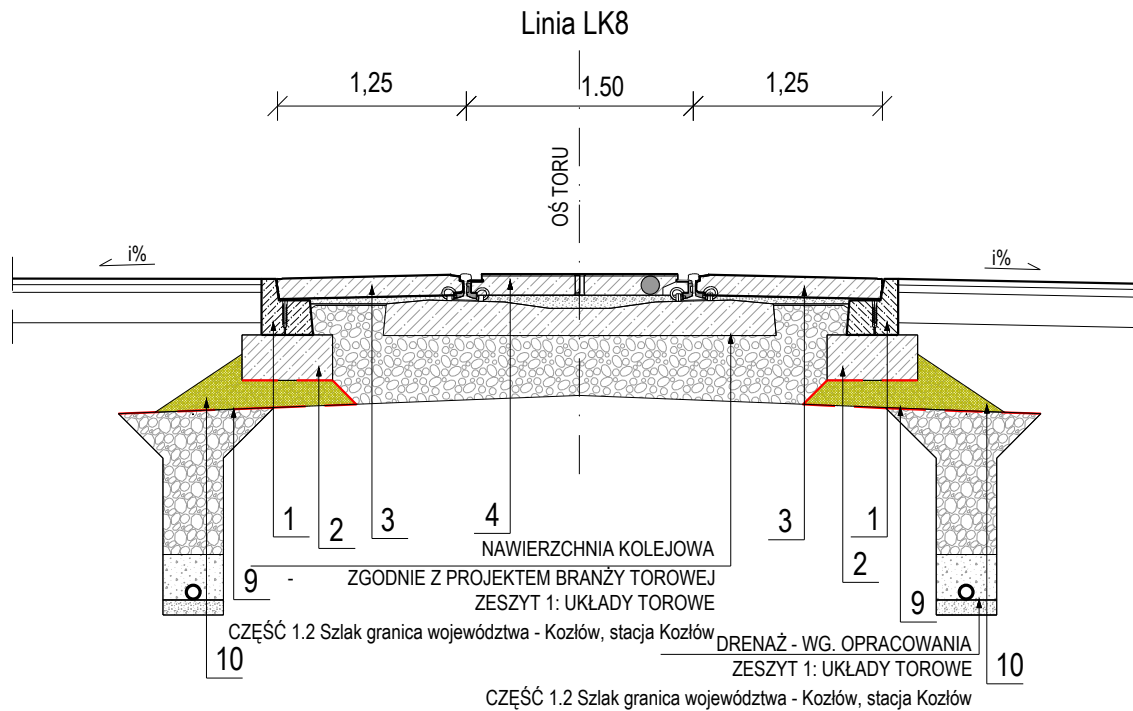 Linia LK8
1,25
1.50
1,25
OŚ TORU
i%
i%
1
2
3
4
3
1
2
NAWIERZCHNIA KOLEJOWA
9 - ZGODNIE Z PROJEKTEM BRANŻY TOROWEJ
9
ZESZYT 1: UKŁADY TOROWE
CZĘŚĆ 1.2 Szlak granica województwa - Kozłów, stacja Kozłów
10
DRENAŻ - WG. OPRACOWANIA
ZESZYT 1: UKŁADY TOROWE
10
CZĘŚĆ 1.2 Szlak granica województwa - Kozłów, stacja Kozłów